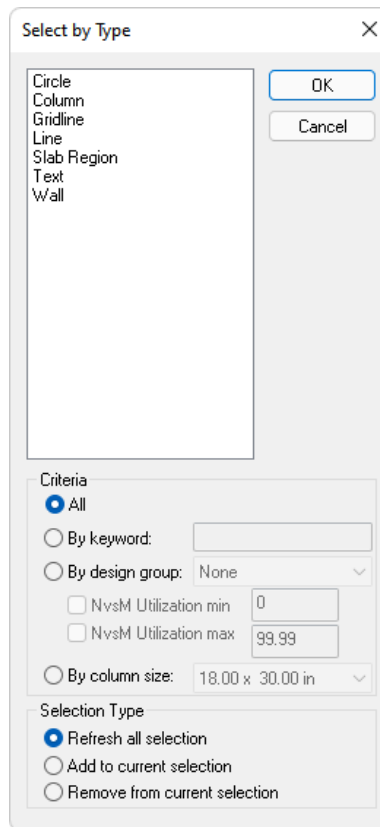 Select by Type
Circle
Column
Gridline
Line
Slab Region
Text
Wall
OK
Cancel
Criteria
All
By keyword:
By design group: None
NvsM Utilization min 0
NvsM Utilization max 99.99
By column size: 18.00 x 30.00 in
Selection Type
Refresh all selection
Add to current selection
Remove from current selection